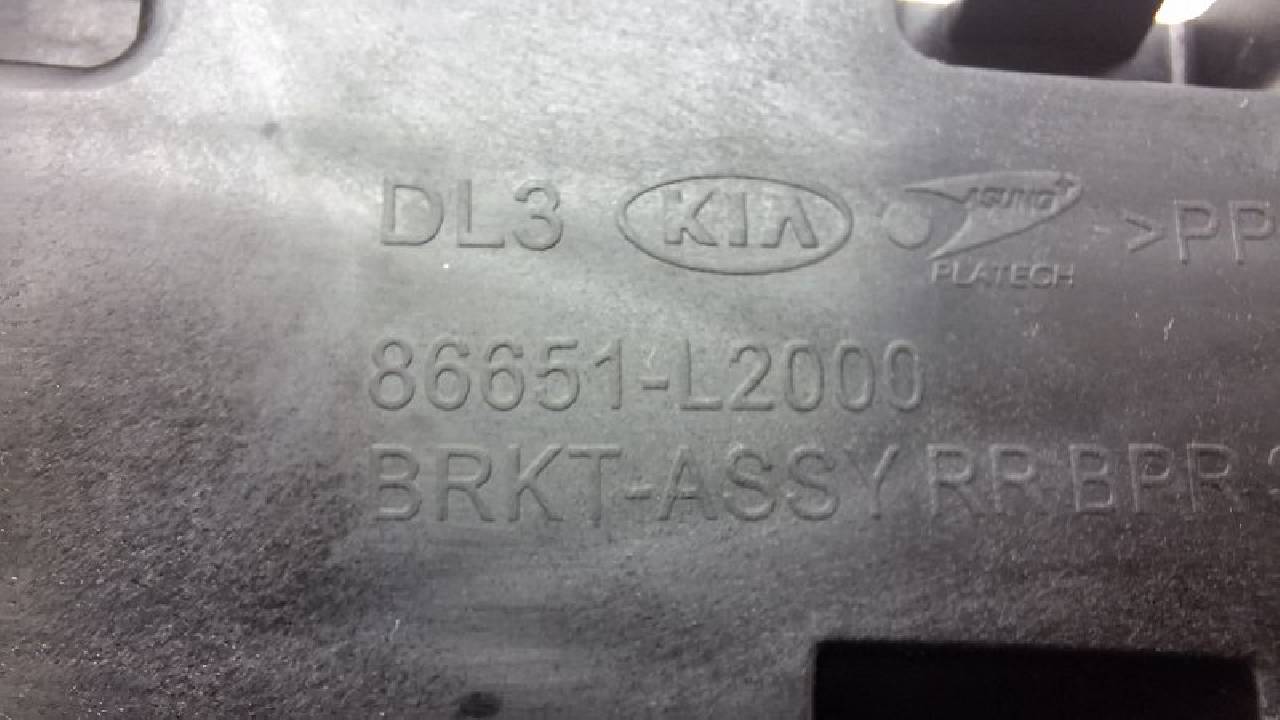 DL3 KIA ASUNG+ PLATECH >PP
86651-L2000
BRKT-ASSY RR BPR